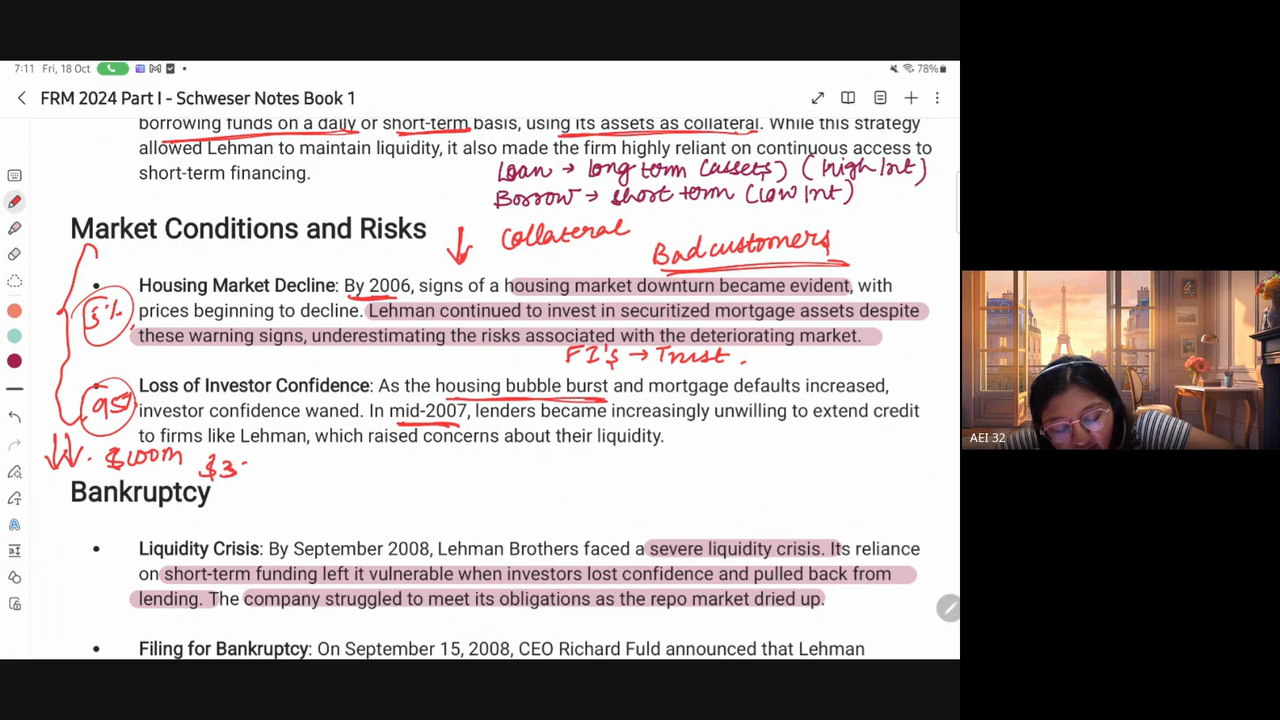 7:11 Fri, 18 Oct
78%
FRM 2024 Part I - Schweser Notes Book 1
borrowing funds on a daily or short-term basis, using its assets as collateral. While this strategy
allowed Lehman to maintain liquidity, it also made the firm highly reliant on continuous access to
short-term financing.
Loan → long term (assets) (high Int)
Borrow → short term (low Int)
Market Conditions and Risks
↓ Collateral
Bad customers
• Housing Market Decline: By 2006, signs of a housing market downturn became evident, with
prices beginning to decline. Lehman continued to invest in securitized mortgage assets despite
5%
these warning signs, underestimating the risks associated with the deteriorating market.
FI's → Trust.
• Loss of Investor Confidence: As the housing bubble burst and mortgage defaults increased,
95
investor confidence waned. In mid-2007, lenders became increasingly unwilling to extend credit
to firms like Lehman, which raised concerns about their liquidity.
↓↓. $100m $3
Bankruptcy
• Liquidity Crisis: By September 2008, Lehman Brothers faced a severe liquidity crisis. Its reliance
on short-term funding left it vulnerable when investors lost confidence and pulled back from
lending. The company struggled to meet its obligations as the repo market dried up.
• Filing for Bankruptcy: On September 15, 2008, CEO Richard Fuld announced that Lehman
AEI 32